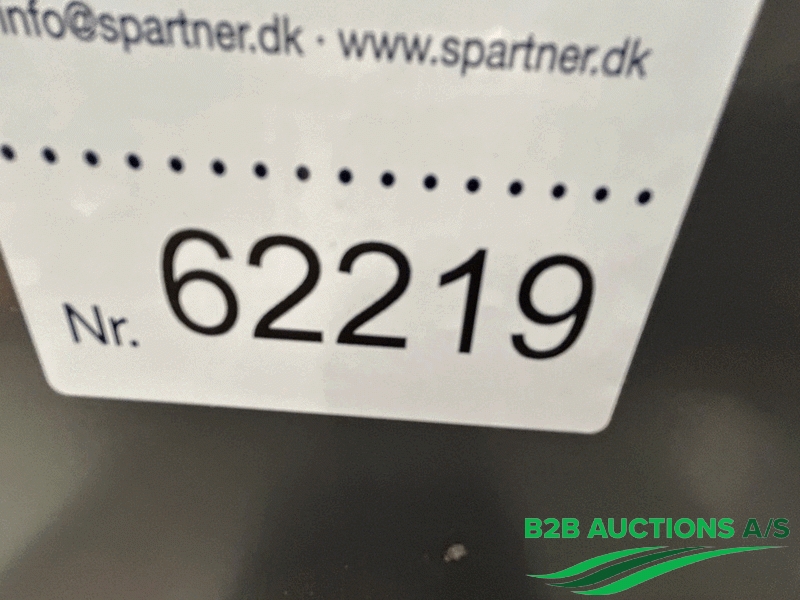 info@spartner.dk · www.spartner.dk
Nr. 62219
B2B AUCTIONS A/S